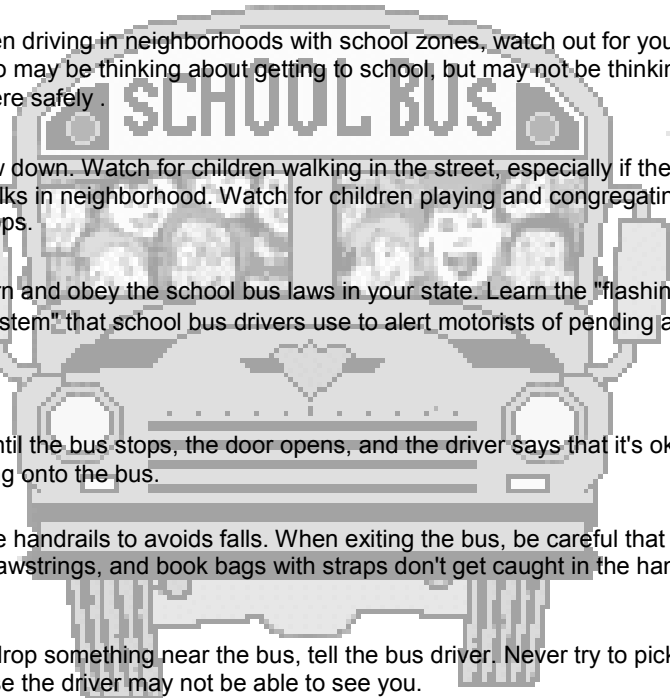 en driving in neighborhoods with school zones, watch out for you
o may be thinking about getting to school, but may not be thinkin
ere safely .
SCHOOL BUS
w down. Watch for children walking in the street, especially if the
lks in neighborhood. Watch for children playing and congregatin
ps.
rn and obey the school bus laws in your state. Learn the "flashin
stem" that school bus drivers use to alert motorists of pending a
ntil the bus stops, the door opens, and the driver says that it's ok
g onto the bus.
e handrails to avoids falls. When exiting the bus, be careful that
awstrings, and book bags with straps don't get caught in the han
drop something near the bus, tell the bus driver. Never try to pick
se the driver may not be able to see you.